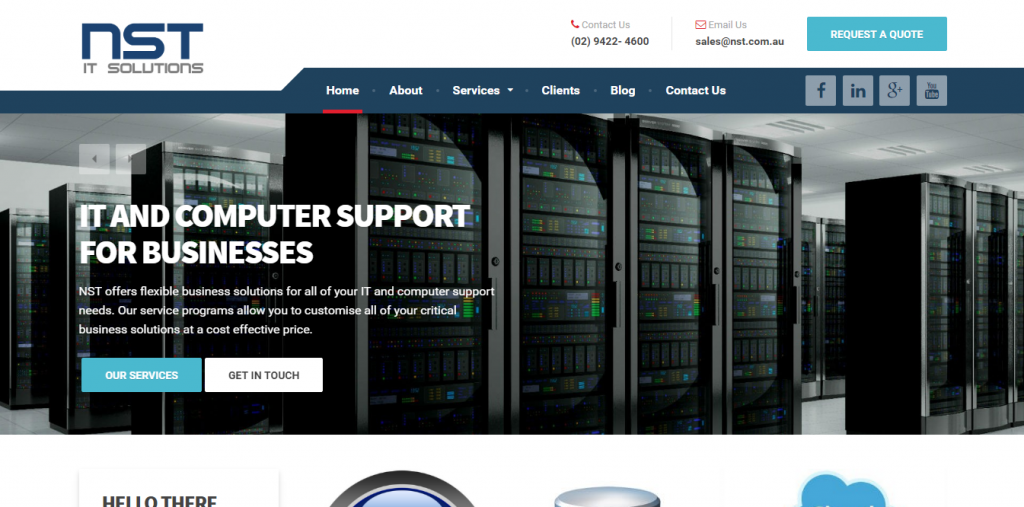 NST
IT SOLUTIONS
Contact Us
(02) 9422- 4600
Email Us
sales@nst.com.au
REQUEST A QUOTE
Home
About
Services
Clients
Blog
Contact Us
f
in
g+
You
Tube
IT AND COMPUTER SUPPORT
FOR BUSINESSES
NST offers flexible business solutions for all of your IT and computer support
needs. Our service programs allow you to customise all of your critical
business solutions at a cost effective price.
OUR SERVICES
GET IN TOUCH
HELLO THERE